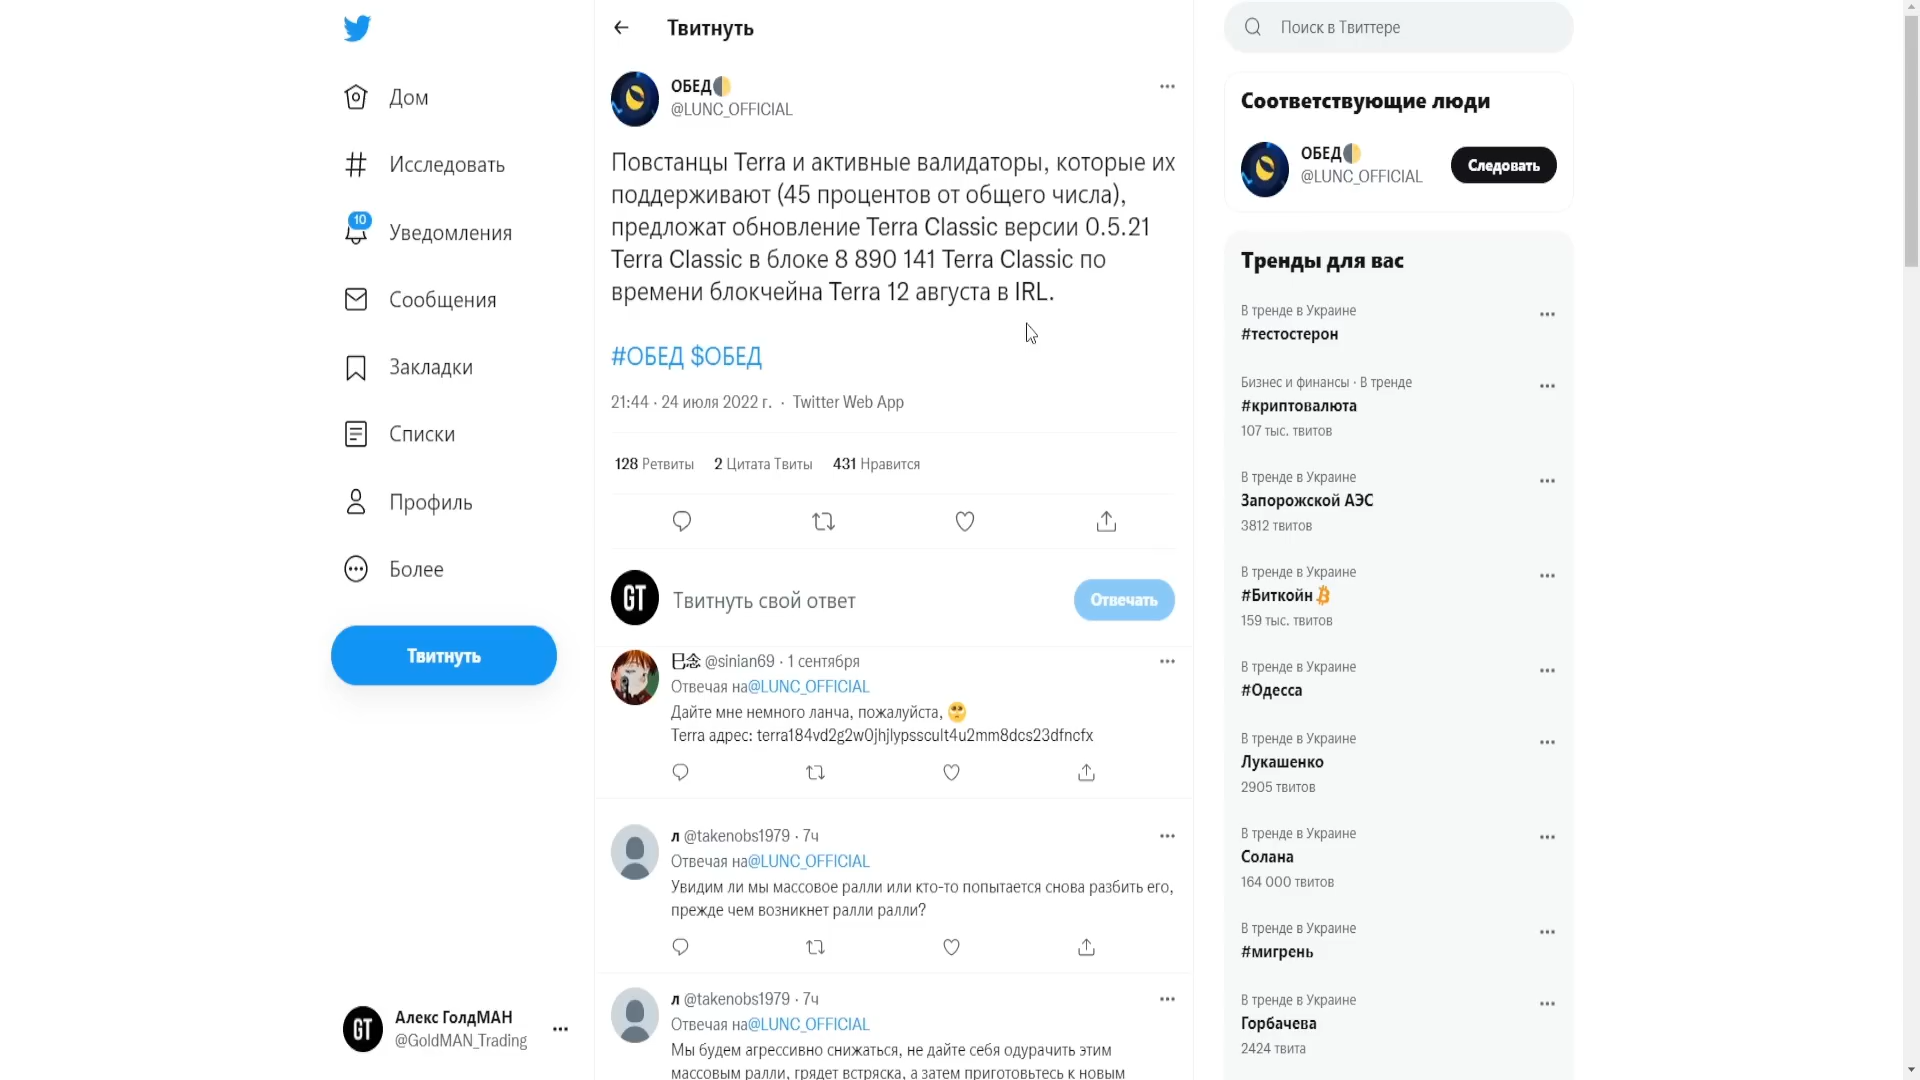 Твитнуть
Поиск в Твиттере
Дом
Исследовать
10
Уведомления
Сообщения
Закладки
Списки
Профиль
Более
Твитнуть
GT
Алекс ГолдМАН
@GoldMAN_Trading
ОБЕД🌗
@LUNC_OFFICIAL
Повстанцы Terra и активные валидаторы, которые их
поддерживают (45 процентов от общего числа),
предложат обновление Terra Classic версии 0.5.21
Terra Classic в блоке 8 890 141 Terra Classic по
времени блокчейна Terra 12 августа в IRL.
#ОБЕД $ОБЕД
21:44 · 24 июля 2022 г. · Twitter Web App
128 Ретвиты 2 Цитата Твиты 431 Нравится
GT
Твитнуть свой ответ
Отвечать
巳念 @sinian69 · 1 сентября
Отвечая на@LUNC_OFFICIAL
Дайте мне немного ланча, пожалуйста, 🥺
Terra адрес: terra184vd2g2w0jhjlypsscult4u2mm8dcs23dfncfx
л @takenobs1979 · 7ч
Отвечая на@LUNC_OFFICIAL
Увидим ли мы массовое ралли или кто-то попытается снова разбить его,
прежде чем возникнет ралли ралли?
л @takenobs1979 · 7ч
Отвечая на@LUNC_OFFICIAL
Мы будем агрессивно снижаться, не дайте себя одурачить этим
массовым ралли, грядет встряска, а затем приготовьтесь к новым
Соответствующие люди
ОБЕД🌗
@LUNC_OFFICIAL
Следовать
Тренды для вас
В тренде в Украине
#тестостерон
Бизнес и финансы · В тренде
#криптовалюта
107 тыс. твитов
В тренде в Украине
Запорожской АЭС
3812 твитов
В тренде в Украине
#Биткойн
159 тыс. твитов
В тренде в Украине
#Одесса
В тренде в Украине
Лукашенко
2905 твитов
В тренде в Украине
Солана
164 000 твитов
В тренде в Украине
#мигрень
В тренде в Украине
Горбачева
2424 твита